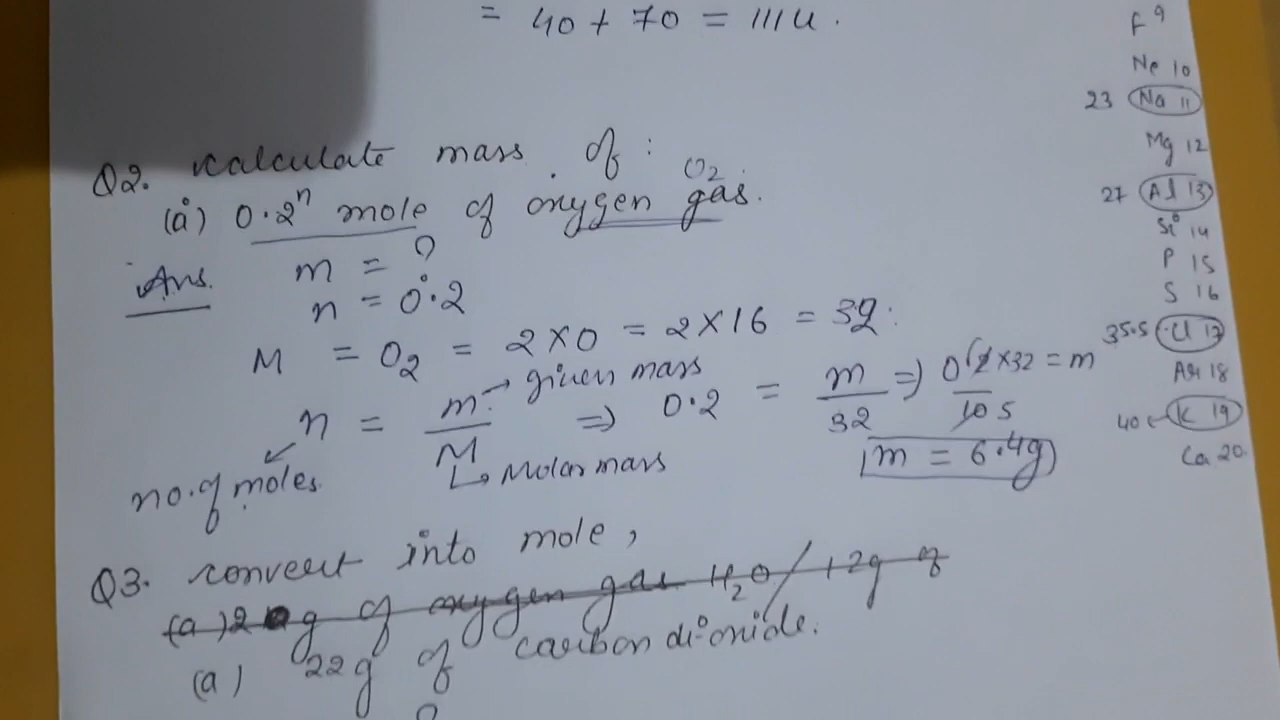 = 40 + 70 = 111u.
Q2. calculate mass of :
(a) 0.2ⁿ mole of oxygen gas. O₂
Ans. m = ?
n = 0.2
M = O₂ = 2×0 = 2×16 = 32.
n = m/M ⇒ 0.2 = m/32 ⇒ 0.2×32/10 5 = m
given mass
no. of moles
Molar mass
m = 6.4g
Q3. convert into mole,
(a) 2 g of oxygen gas H₂O / 12g of
(a) 22g of carbon dioxide.
?
F 9
Ne 10
23 Na 11
Mg 12
27 Al 13
Si 14
P 15
S 16
35.5 Cl 17
Ar 18
40 ← K 19
Ca 20